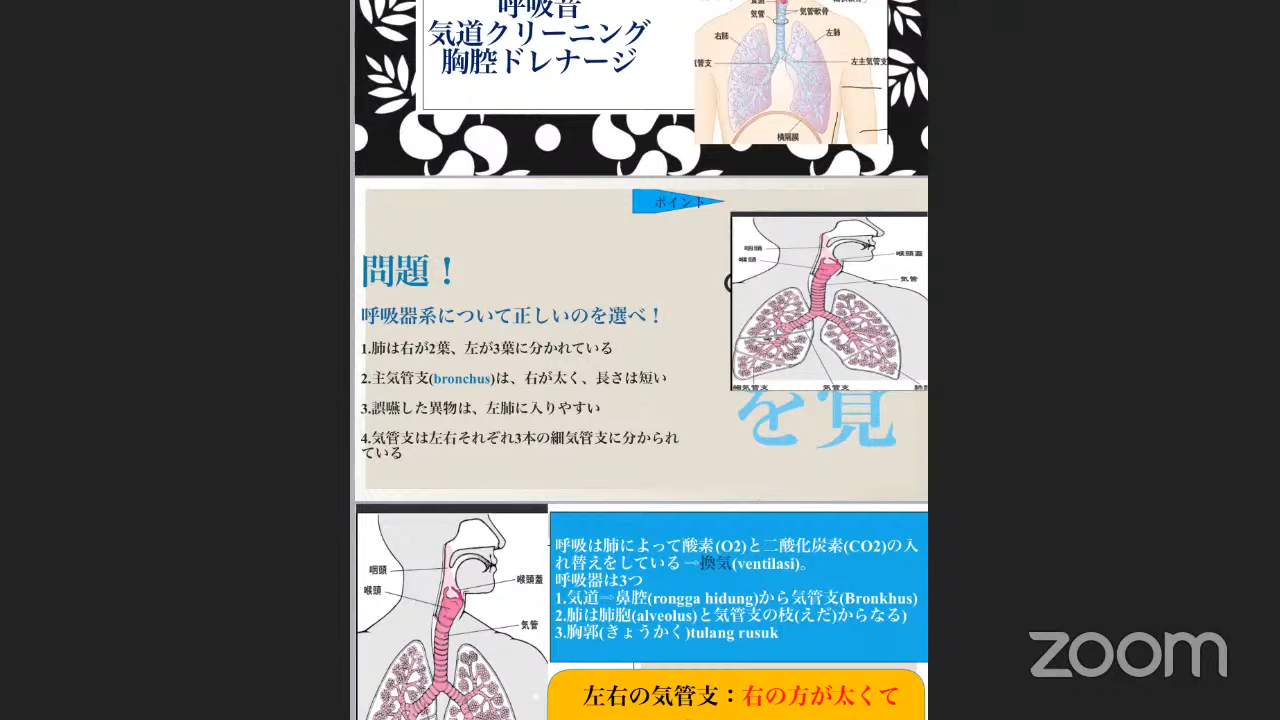 呼吸音
気道クリーニング
胸腔ドレナージ
気管
気管軟骨
右肺
左肺
気管支
左主気管支
横隔膜
ポイント
問題！
呼吸器系について正しいのを選べ！
1.肺は右が2葉、左が3葉に分かれている
2.主気管支(bronchus)は、右が太く、長さは短い
3.誤嚥した異物は、左肺に入りやすい
4.気管支は左右それぞれ3本の細気管支に分かられ
ている
咽頭
喉頭
喉頭蓋
気管
細気管支
気管支
を覚
咽頭
喉頭
喉頭蓋
気管
呼吸は肺によって酸素(O2)と二酸化炭素(CO2)の入
れ替えをしている⇒換気(ventilasi)。
呼吸器は3つ
1.気道⇒鼻腔(rongga hidung)から気管支(Bronkhus)
2.肺は肺胞(alveolus)と気管支の枝(えだ)からなる)
3.胸郭(きょうかく)tulang rusuk
左右の気管支：右の方が太くて
zoom